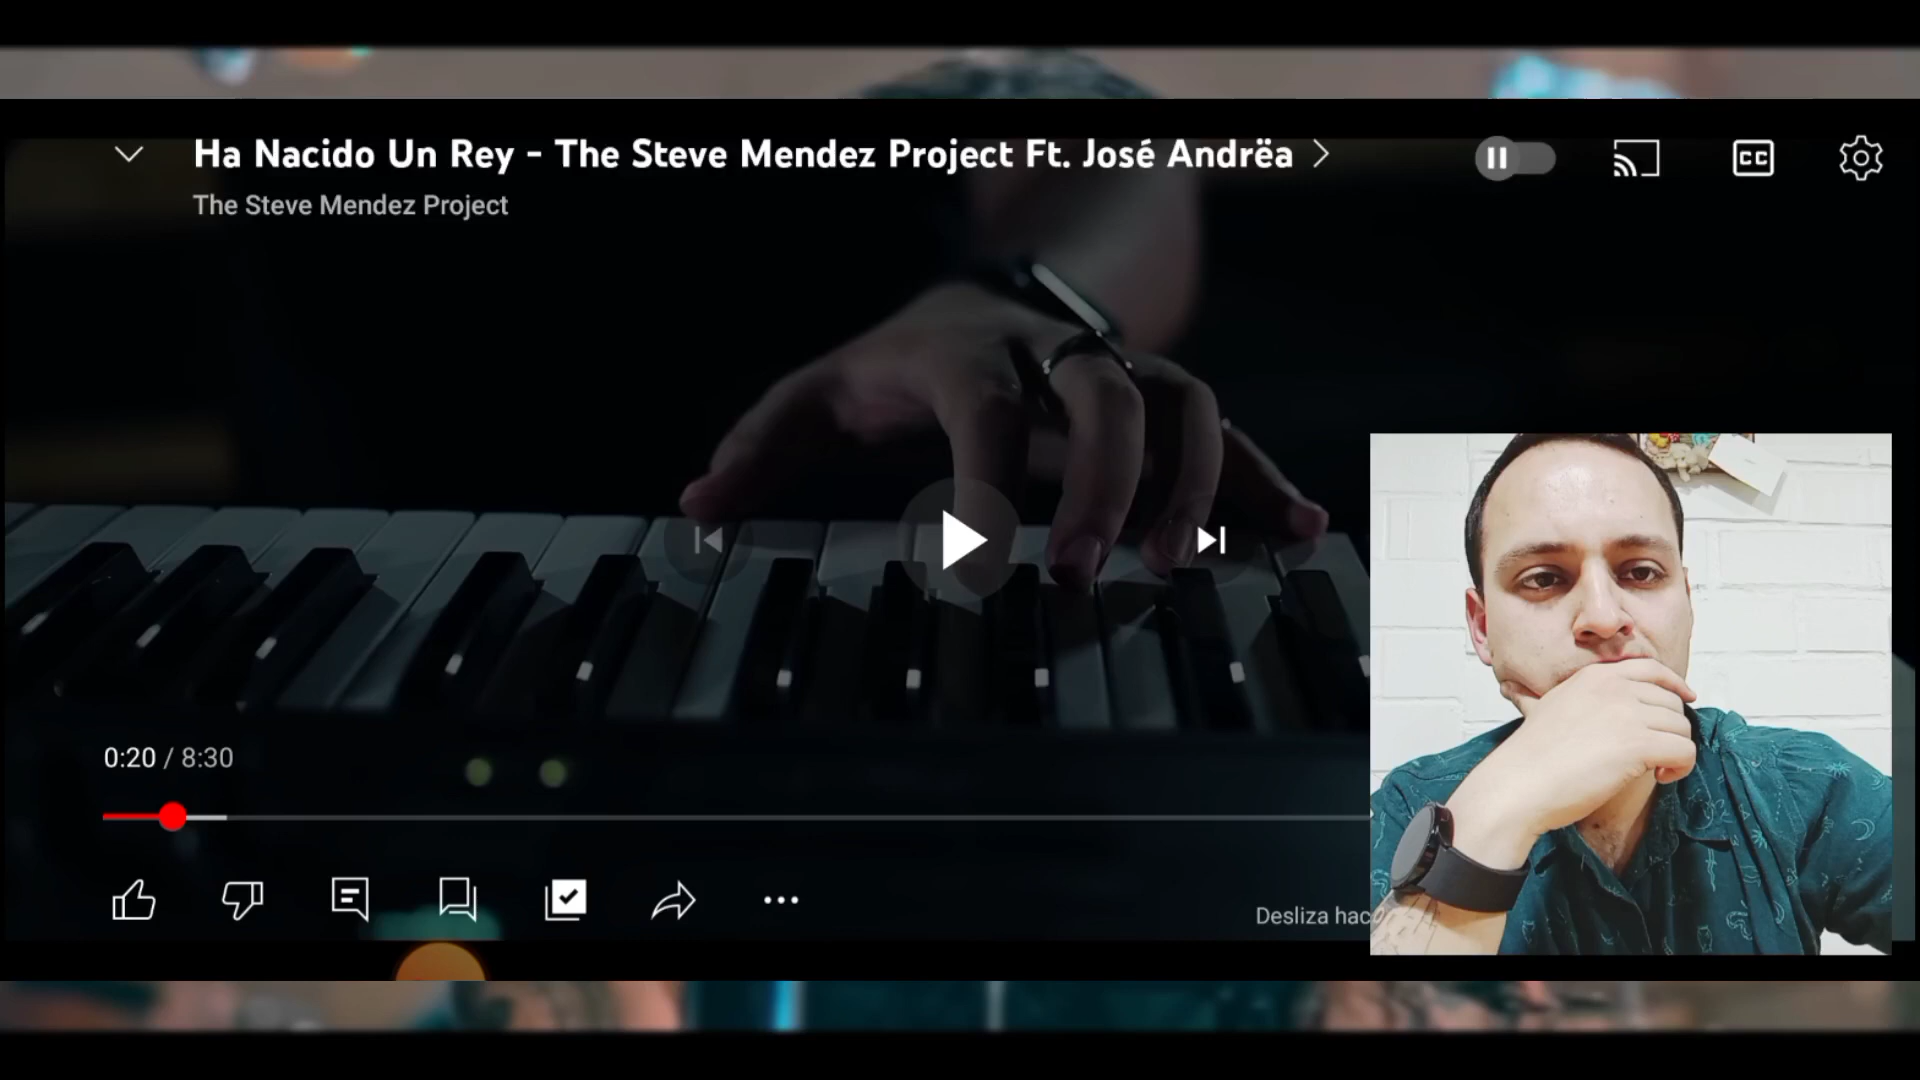 Ha Nacido Un Rey - The Steve Mendez Project Ft. José Andrëa
The Steve Mendez Project
CC
0:20 / 8:30
Desliza hac